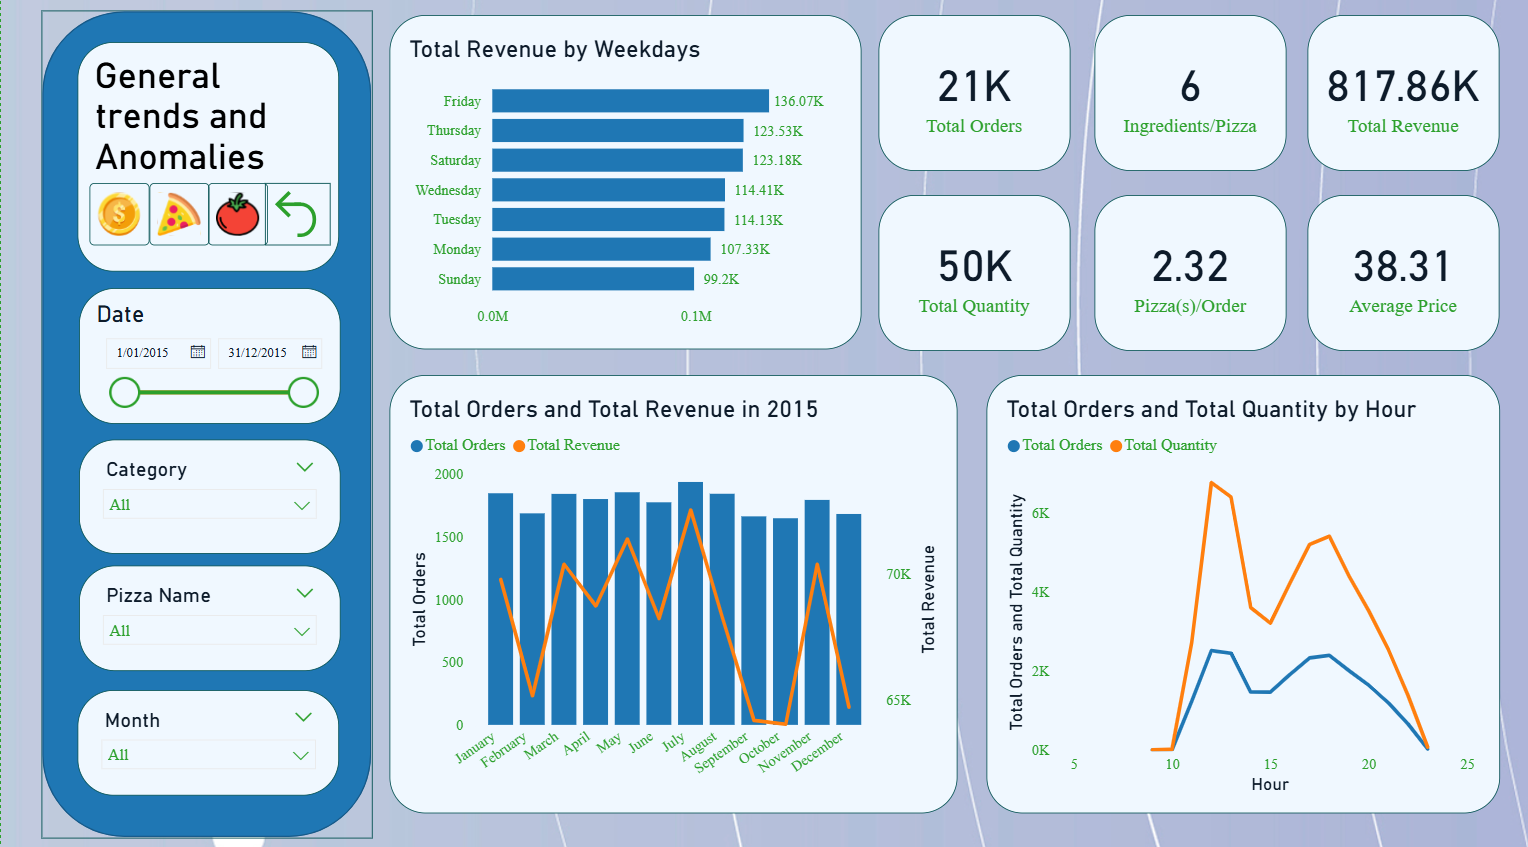 General
trends and
Anomalies
Date
1/01/2015
31/12/2015
Category
All
Pizza Name
All
Month
All
Total Revenue by Weekdays
Friday 136.07K
Thursday 123.53K
Saturday 123.18K
Wednesday 114.41K
Tuesday 114.13K
Monday 107.33K
Sunday 99.2K
0.0M 0.1M
21K
Total Orders
6
Ingredients/Pizza
817.86K
Total Revenue
50K
Total Quantity
2.32
Pizza(s)/Order
38.31
Average Price
Total Orders and Total Revenue in 2015
Total Orders Total Revenue
2000
1500
1000
500
0
Total Orders
70K
65K
Total Revenue
January
February
March
April
May
June
July
August
September
October
November
December
Total Orders and Total Quantity by Hour
Total Orders Total Quantity
Total Orders and Total Quantity
6K
4K
2K
0K
5 10 15 20 25
Hour